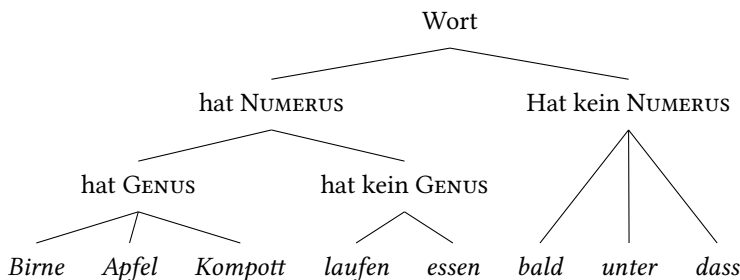 Wort
hat NUMERUS Hat kein NUMERUS
hat GENUS hat kein GENUS
Birne Apfel Kompott laufen essen bald unter dass